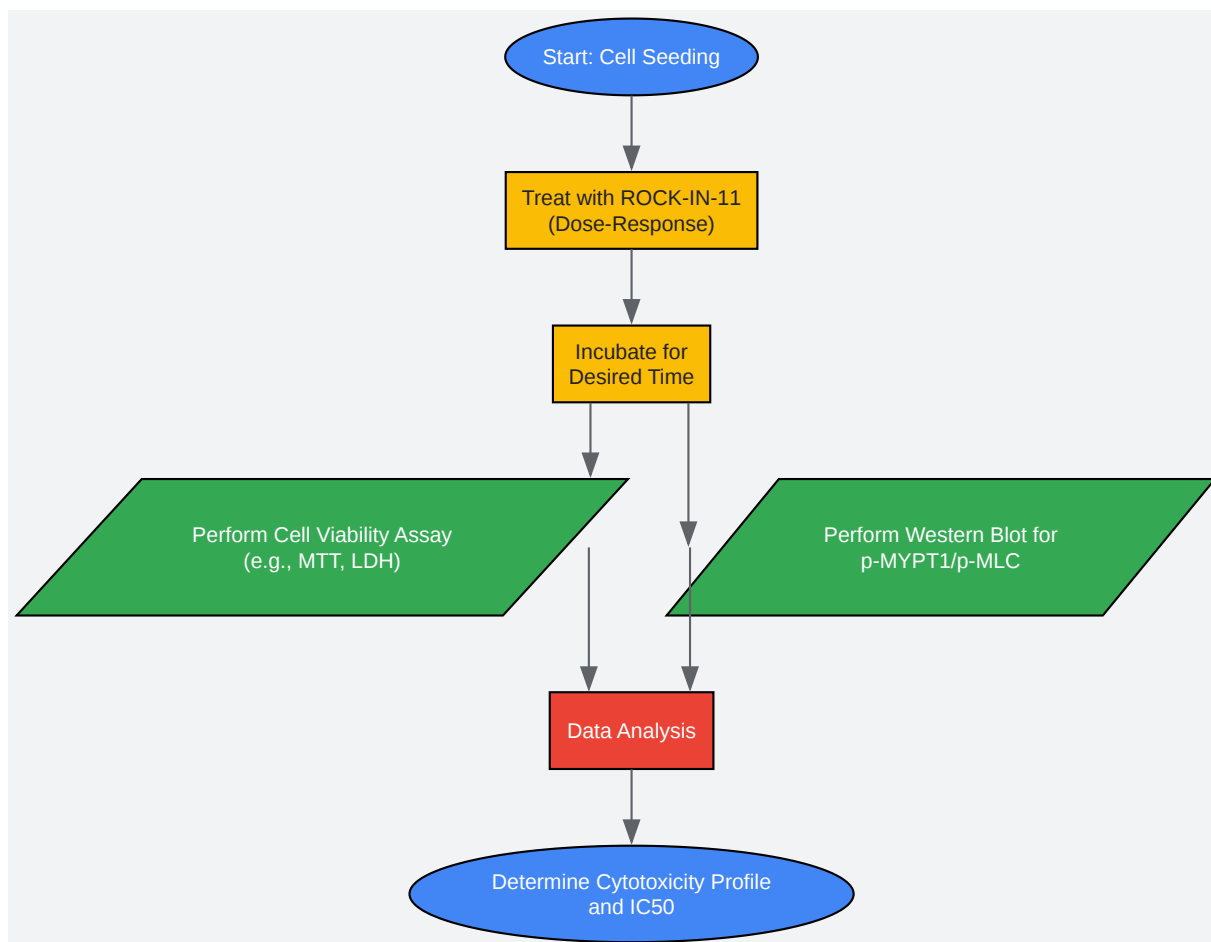 Start: Cell Seeding
Treat with ROCK-IN-11
(Dose-Response)
Incubate for
Desired Time
Perform Cell Viability Assay
(e.g., MTT, LDH)
Perform Western Blot for
p-MYPT1/p-MLC
Data Analysis
Determine Cytotoxicity Profile
and IC50